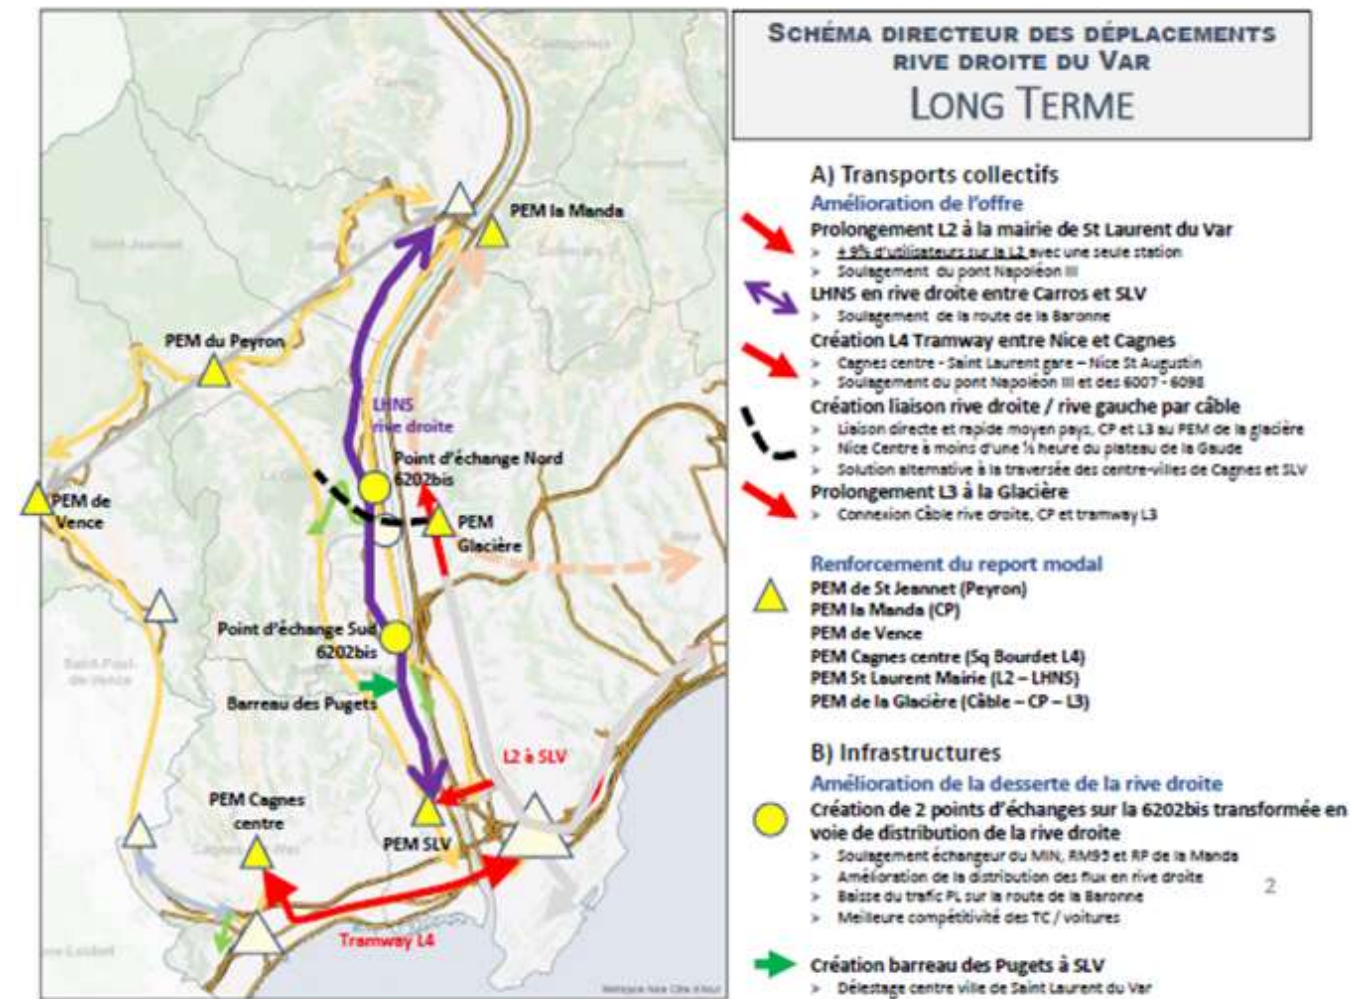 SCHÉMA DIRECTEUR DES DÉPLACEMENTS
RIVE DROITE DU VAR
LONG TERME
PEM la Manda
PEM du Peyron
LHNS
rive droite
Point d'échange Nord
6202bis
PEM de
Vence
PEM
Glacière
Point d'échange Sud
6202bis
Barreau des Pugets
L2 à SLV
PEM Cagnes
centre
PEM SLV
Tramway L4
Saint-Jeannet
Saint-Paul-
de-Vence
A) Transports collectifs
Amélioration de l'offre
Prolongement L2 à la mairie de St Laurent du Var
➢ + 9% d'utilisateurs sur la L2 avec une seule station
➢ Soulagement du pont Napoléon III
LHNS en rive droite entre Carros et SLV
➢ Soulagement de la route de la Baronne
Création L4 Tramway entre Nice et Cagnes
➢ Cagnes centre - Saint Laurent gare – Nice St Augustin
➢ Soulagement du pont Napoléon III et des 6007 - 6098
Création liaison rive droite / rive gauche par câble
➢ Liaison directe et rapide moyen pays, CP et L3 au PEM de la glacière
➢ Nice Centre à moins d'une ½ heure du plateau de la Gaude
➢ Solution alternative à la traversée des centre-villes de Cagnes et SLV
Prolongement L3 à la Glacière
➢ Connexion Câble rive droite, CP et tramway L3
Renforcement du report modal
PEM de St Jeannet (Peyron)
PEM la Manda (CP)
PEM de Vence
PEM Cagnes centre (Sq Bourdet L4)
PEM St Laurent Mairie (L2 – LHNS)
PEM de la Glacière (Câble – CP – L3)
B) Infrastructures
Amélioration de la desserte de la rive droite
Création de 2 points d'échanges sur la 6202bis transformée en
voie de distribution de la rive droite
➢ Soulagement échangeur du MIN, RM95 et RP de la Manda
➢ Amélioration de la distribution des flux en rive droite
➢ Baisse du trafic PL sur la route de la Baronne
➢ Meilleure compétitivité des TC / voitures
2
Création barreau des Pugets à SLV
➢ Délestage centre ville de Saint Laurent du Var